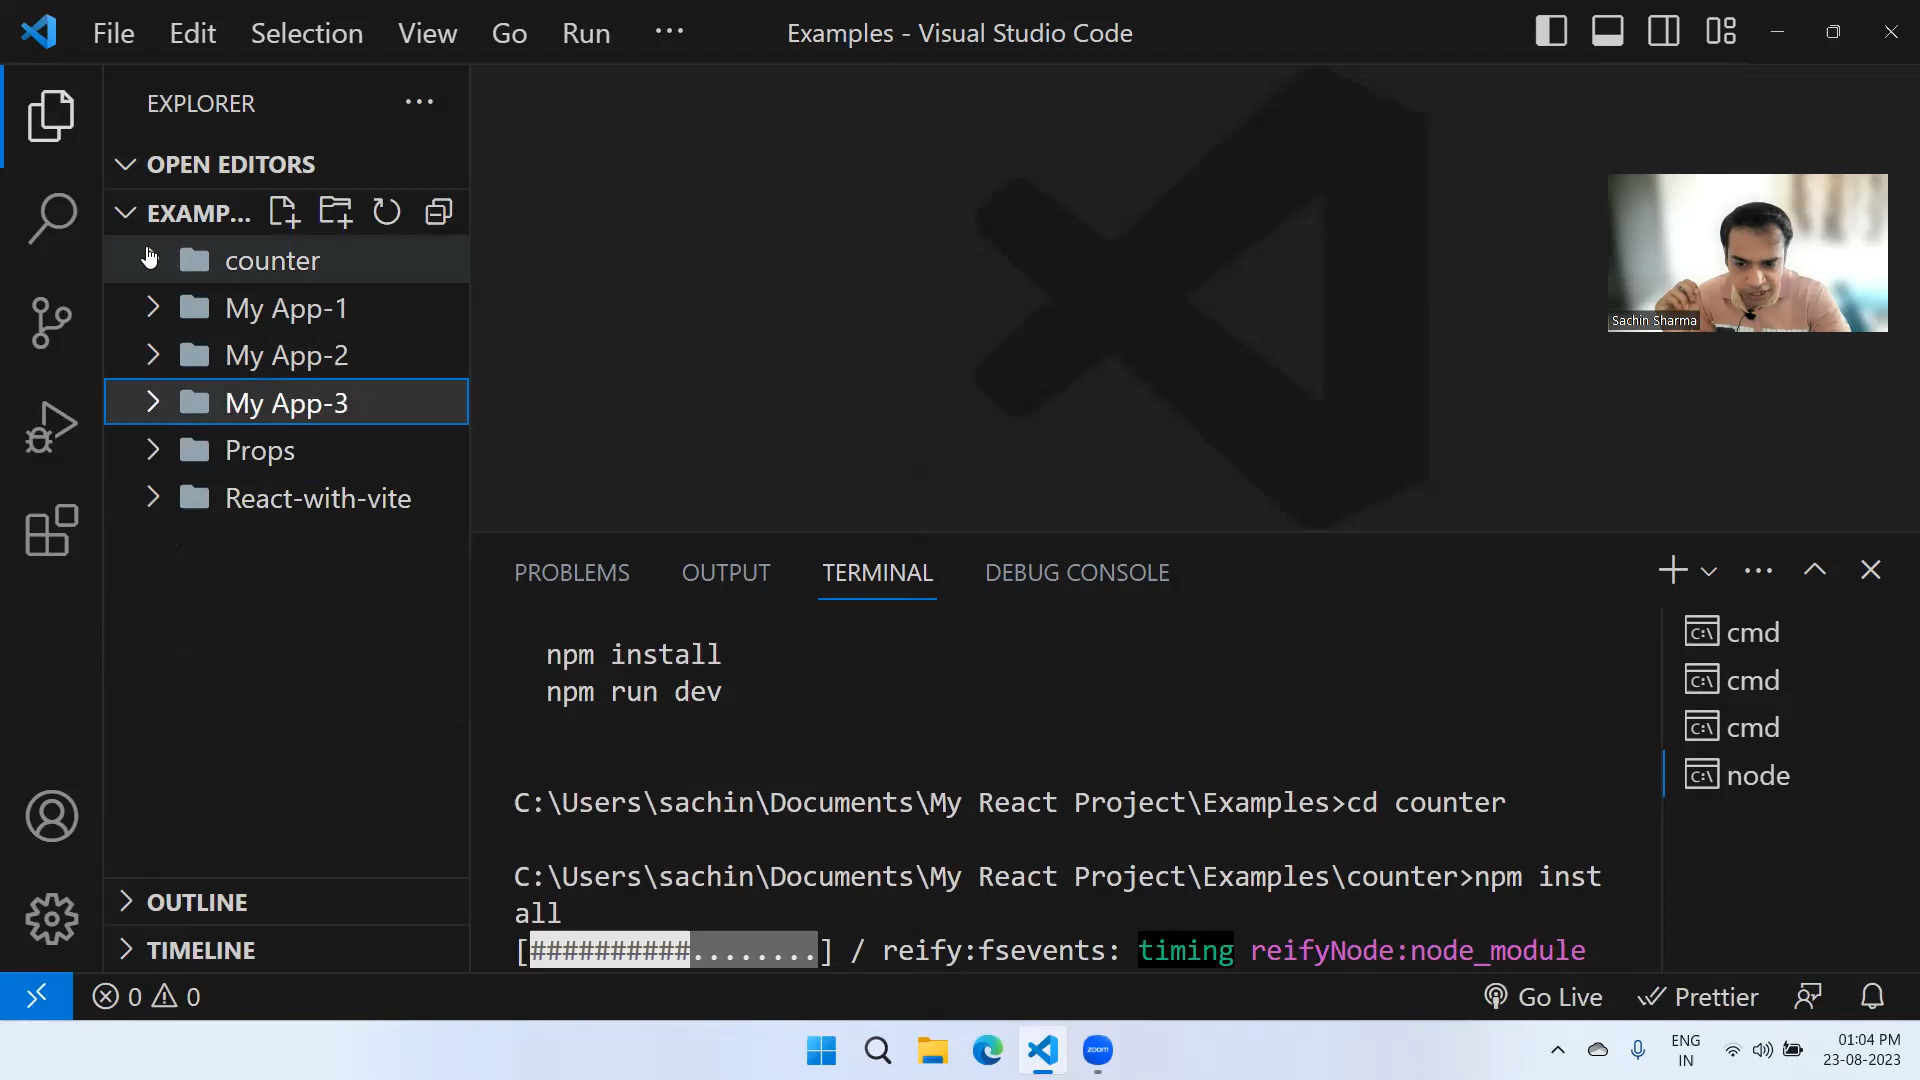 File Edit Selection View Go Run ···
Examples - Visual Studio Code
EXPLORER
OPEN EDITORS
EXAMP...
counter
My App-1
My App-2
My App-3
Props
React-with-vite
OUTLINE
TIMELINE
Sachin Sharma
PROBLEMS OUTPUT TERMINAL DEBUG CONSOLE
npm install
npm run dev
C:\Users\sachin\Documents\My React Project\Examples>cd counter
C:\Users\sachin\Documents\My React Project\Examples\counter>npm inst
all
[##########........] / reify:fsevents: timing reifyNode:node_module
cmd
cmd
cmd
node
0 0
Go Live Prettier
zoom
ENG
IN
01:04 PM
23-08-2023